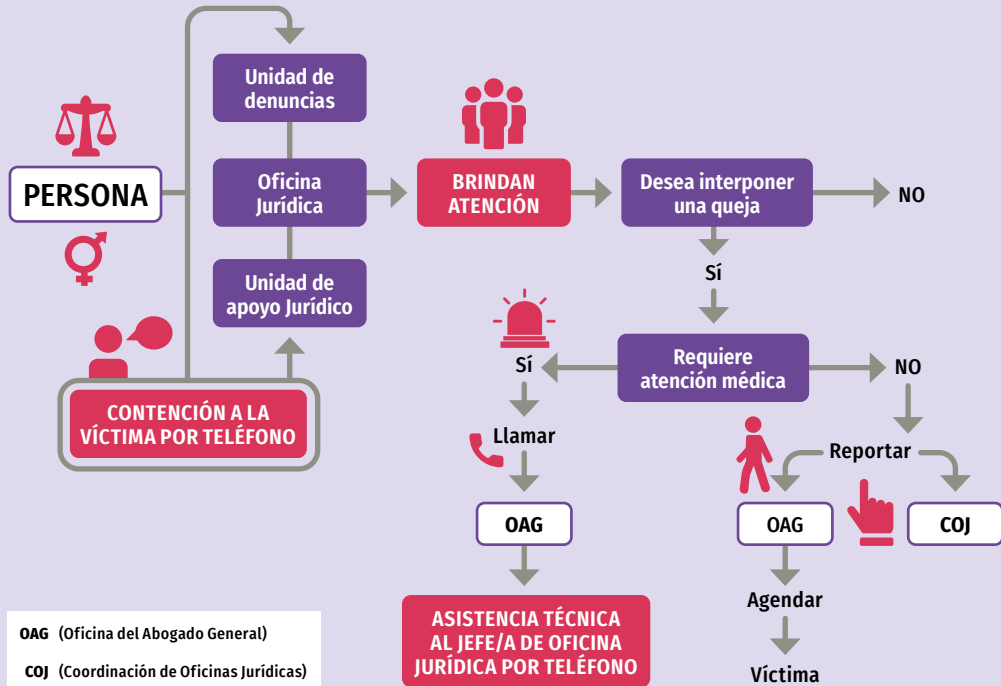 Unidad de
denuncias
PERSONA
Oficina
Jurídica
Unidad de
apoyo Jurídico
CONTENCIÓN A LA
VÍCTIMA POR TELÉFONO
BRINDAN
ATENCIÓN
Desea interponer
una queja
NO
Sí
Requiere
atención médica
Sí
NO
Llamar
Reportar
OAG
OAG
COJ
ASISTENCIA TÉCNICA
AL JEFE/A DE OFICINA
JURÍDICA POR TELÉFONO
Agendar
Víctima
OAG (Oficina del Abogado General)
COJ (Coordinación de Oficinas Jurídicas)